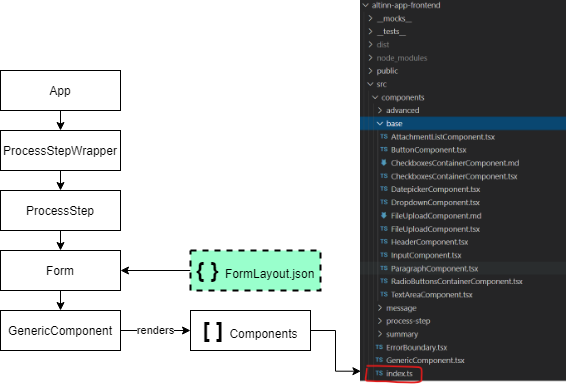 App
ProcessStepWrapper
ProcessStep
Form
{ } FormLayout.json
GenericComponent
renders
[ ] Components
altinn-app-frontend
__mocks__
__tests__
dist
node_modules
public
src
components
advanced
base
TS AttachmentListComponent.tsx
TS ButtonComponent.tsx
CheckboxesContainerComponent.md
TS CheckboxesContainerComponent.tsx
TS DatepickerComponent.tsx
TS DropdownComponent.tsx
FileUploadComponent.md
TS FileUploadComponent.tsx
TS HeaderComponent.tsx
TS InputComponent.tsx
TS ParagraphComponent.tsx
TS RadioButtonsContainerComponent.tsx
TS TextAreaComponent.tsx
message
process-step
summary
TS ErrorBoundary.tsx
TS GenericComponent.tsx
TS index.ts